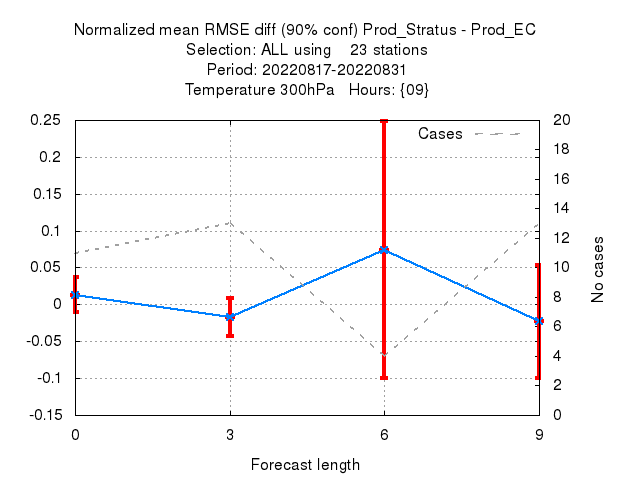 Normalized mean RMSE diff (90% conf) Prod_Stratus - Prod_EC
Selection: ALL using    23 stations
Period: 20220817-20220831
Temperature 300hPa   Hours: {09}
0.25
0.2
0.15
0.1
0.05
0
-0.05
-0.1
-0.15
Cases
20
18
16
14
12
10
8
6
4
2
0
No cases
0 3 6 9
Forecast length